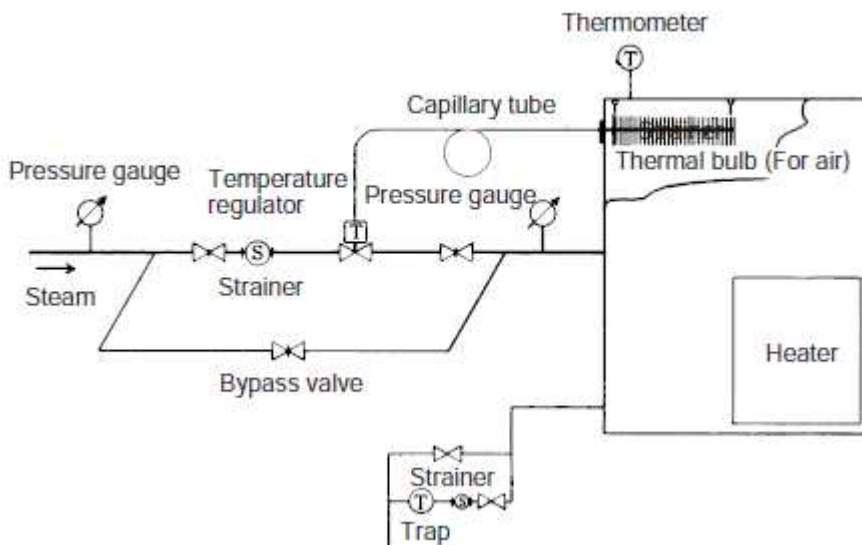 Thermometer
T
Capillary tube
Thermal bulb (For air)
Pressure gauge
Temperature
regulator
Pressure gauge
T
S
Steam
Strainer
Heater
Bypass valve
Strainer
T
S
Trap